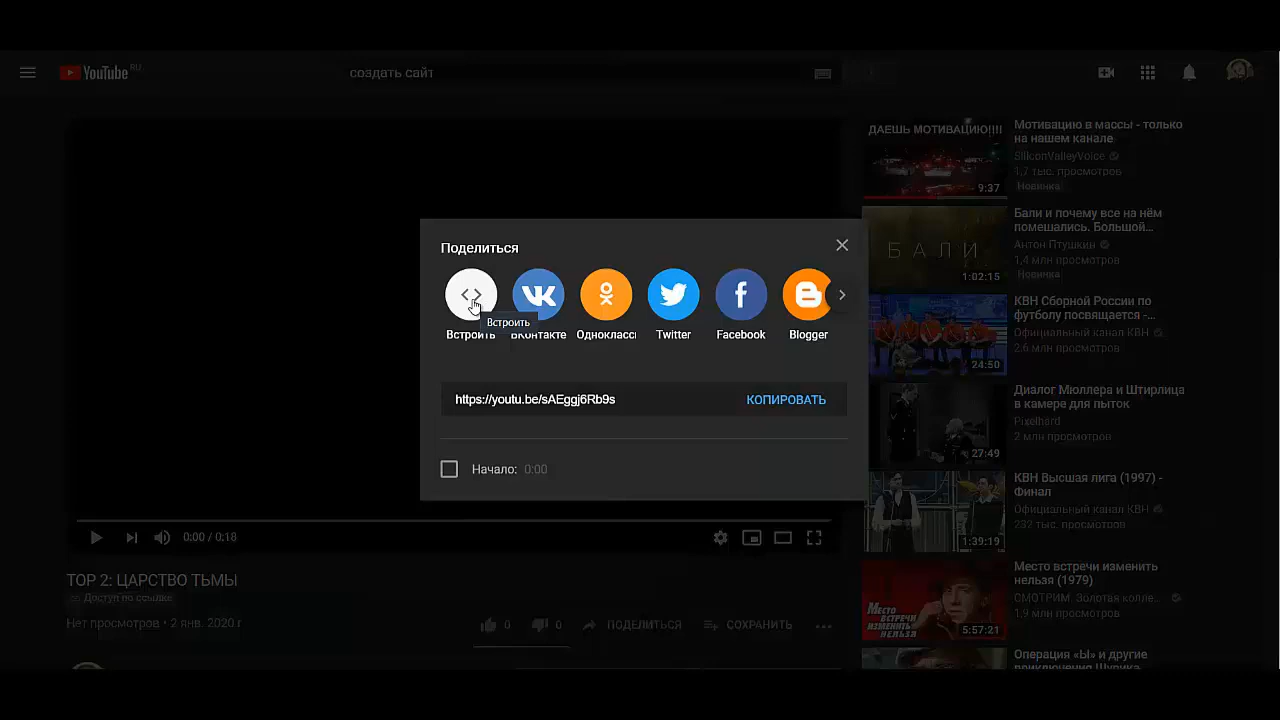 YouTube RU
создать сайт
Поделиться
Встроить
ВКонтакте
Однокласс
Twitter
Facebook
Blogger
Встроить
https://youtu.be/sAEggj6Rb9s
КОПИРОВАТЬ
Начало: 0:00
0:00 / 0:18
TOP 2: ЦАРСТВО ТЬМЫ
Доступ по ссылке
Нет просмотров • 2 янв. 2020 г
0
0
ПОДЕЛИТЬСЯ
СОХРАНИТЬ
ДАЕШЬ МОТИВАЦИЮ!!!!
9:37
Мотивацию в массы - только
на нашем канале
SiliconValleyVoice
1,7 тыс. просмотров
Новинка
БАЛИ
1:02:15
Бали и почему все на нём
помешались. Большой...
Антон Птушкин
1,4 млн просмотров
Новинка
24:50
КВН Сборной России по
футболу посвящается -...
Официальный канал КВН
2,6 млн просмотров
27:49
Диалог Мюллера и Штирлица
в камере для пыток
Pixelhard
2 млн просмотров
1:39:19
КВН Высшая лига (1997) -
Финал
Официальный канал КВН
232 тыс. просмотров
МЕСТО
ВСТРЕЧИ
ИЗМЕНЯТЬ
НЕЛЬЗЯ
5:57:21
Место встречи изменить
нельзя (1979)
СМОТРИМ. Золотая колле...
1,9 млн просмотров
Операция «Ы» и другие
приключения Шурика